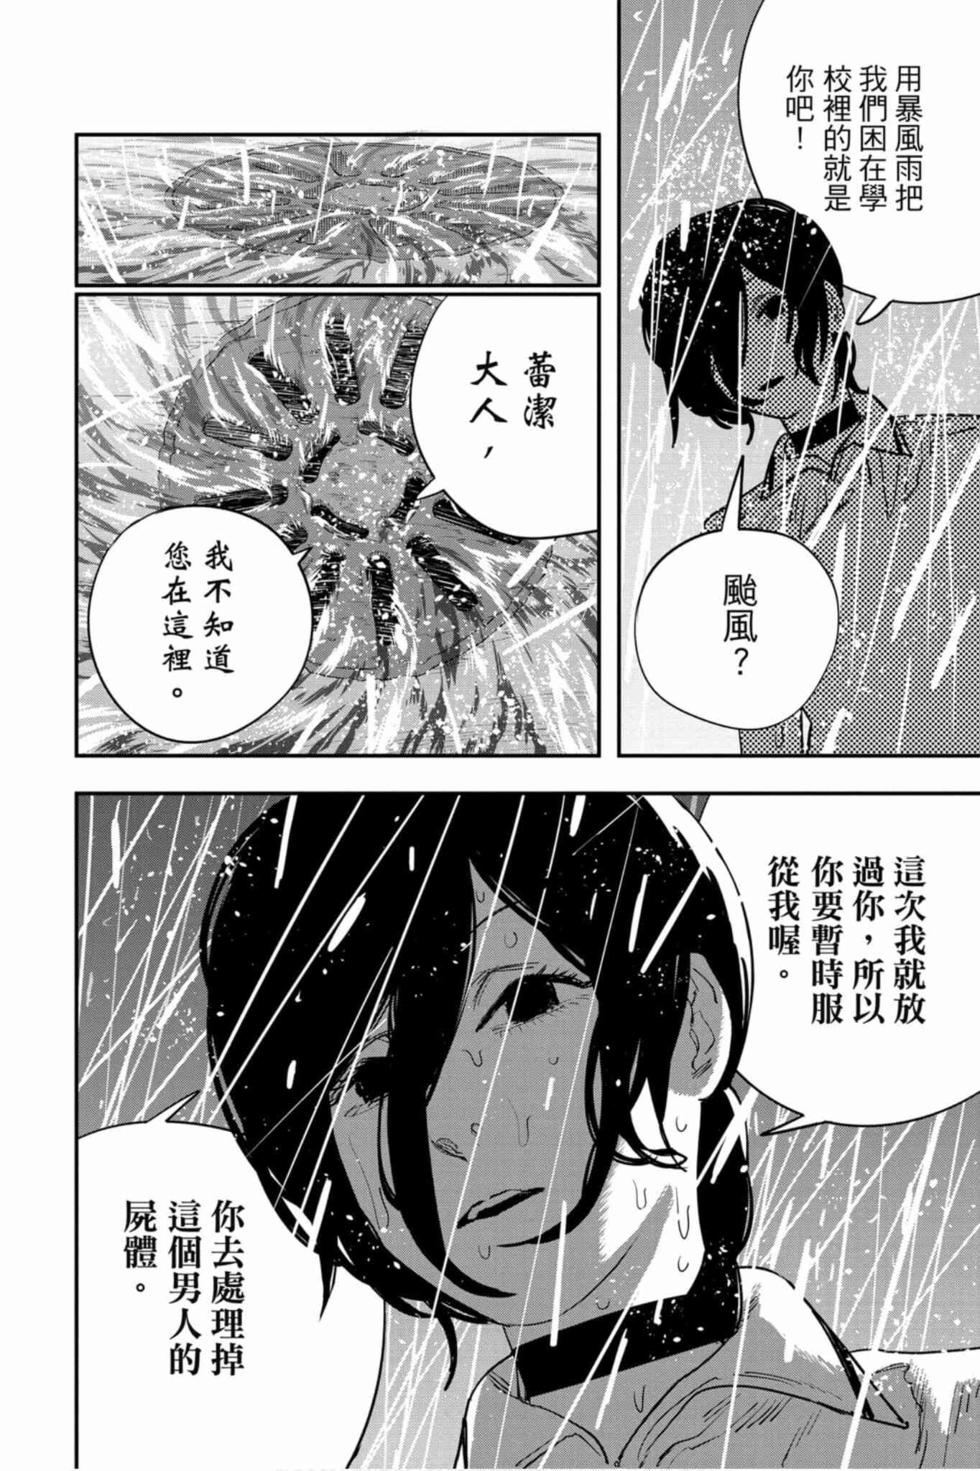 用暴風雨把
我們困在學
校裡的就是
你吧！
颱風？
蕾潔
大人，
我不知道
您在這裡。
這次我就放
過你，所以
你要暫時服
從我喔。
你去處理掉
這個男人的
屍體。